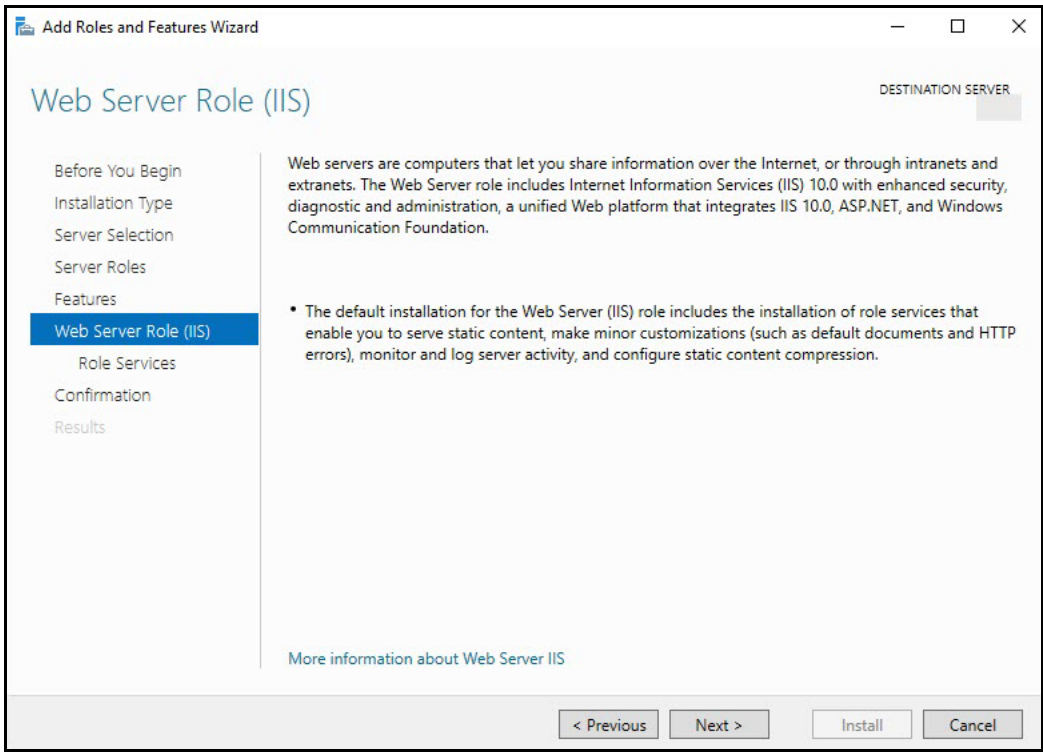 Add Roles and Features Wizard
Web Server Role (IIS)
DESTINATION SERVER
Before You Begin
Installation Type
Server Selection
Server Roles
Features
Web Server Role (IIS)
Role Services
Confirmation
Results
Web servers are computers that let you share information over the Internet, or through intranets and
extranets. The Web Server role includes Internet Information Services (IIS) 10.0 with enhanced security,
diagnostic and administration, a unified Web platform that integrates IIS 10.0, ASP.NET, and Windows
Communication Foundation.
• The default installation for the Web Server (IIS) role includes the installation of role services that
enable you to serve static content, make minor customizations (such as default documents and HTTP
errors), monitor and log server activity, and configure static content compression.
More information about Web Server IIS
< Previous
Next >
Install
Cancel